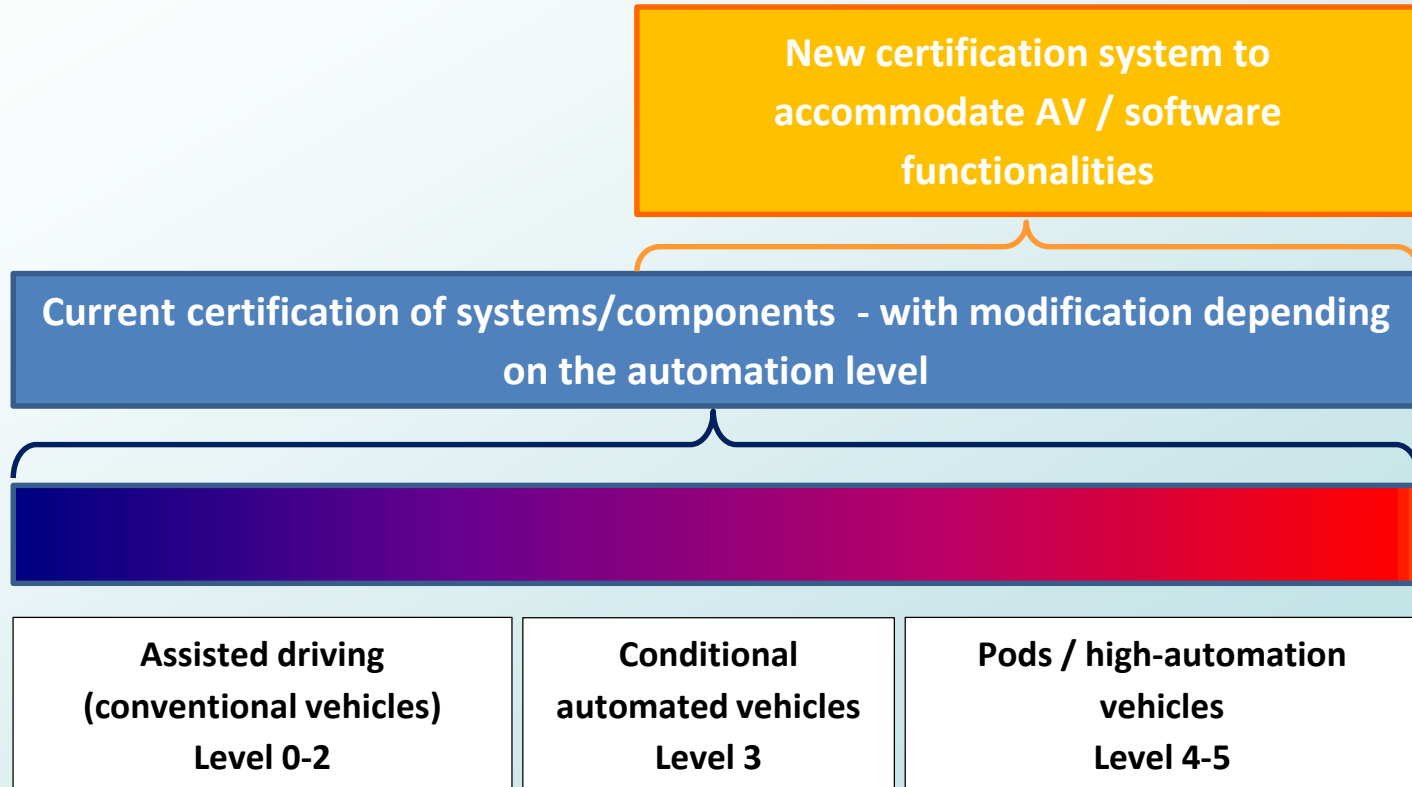 New certification system to
accommodate AV / software
functionalities
Current certification of systems/components  - with modification depending
on the automation level
Assisted driving
(conventional vehicles)
Level 0-2
Conditional
automated vehicles
Level 3
Pods / high-automation
vehicles
Level 4-5